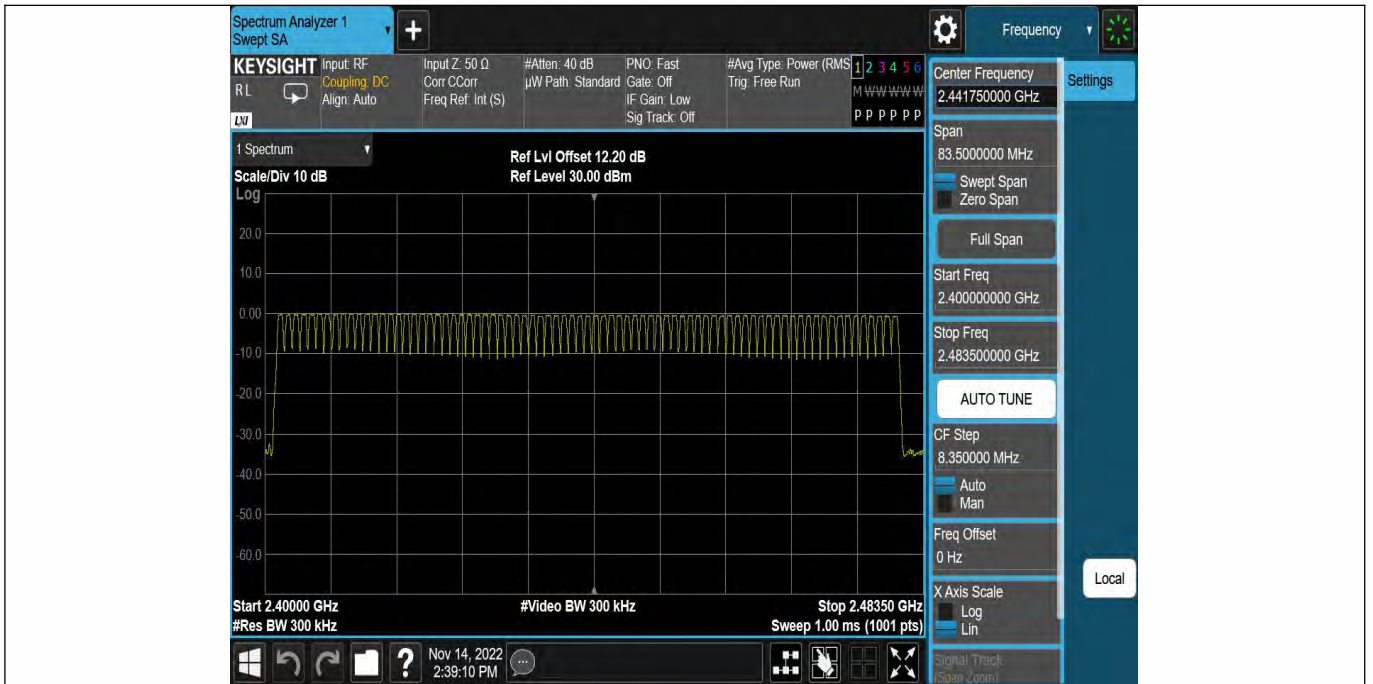 Spectrum Analyzer 1
Swept SA
+
Frequency
KEYSIGHT
RL
LXI
Input: RF
Coupling: DC
Align: Auto
Input Z: 50 Ω
Corr CCorr
Freq Ref: Int (S)
#Atten: 40 dB
µW Path: Standard
PNO: Fast
Gate: Off
IF Gain: Low
Sig Track: Off
#Avg Type: Power (RMS
Trig: Free Run
1 2 3 4 5 6
M W W W W W
P P P P P P
1 Spectrum
Scale/Div 10 dB
Log
Ref Lvl Offset 12.20 dB
Ref Level 30.00 dBm
20.0
10.0
0.00
-10.0
-20.0
-30.0
-40.0
-50.0
-60.0
Start 2.40000 GHz
#Res BW 300 kHz
#Video BW 300 kHz
Stop 2.48350 GHz
Sweep 1.00 ms (1001 pts)
Center Frequency
2.441750000 GHz
Settings
Span
83.5000000 MHz
Swept Span
Zero Span
Full Span
Start Freq
2.400000000 GHz
Stop Freq
2.483500000 GHz
AUTO TUNE
CF Step
8.350000 MHz
Auto
Man
Freq Offset
0 Hz
X Axis Scale
Log
Lin
Signal Track
(Span Zoom)
Local
?
Nov 14, 2022
2:39:10 PM